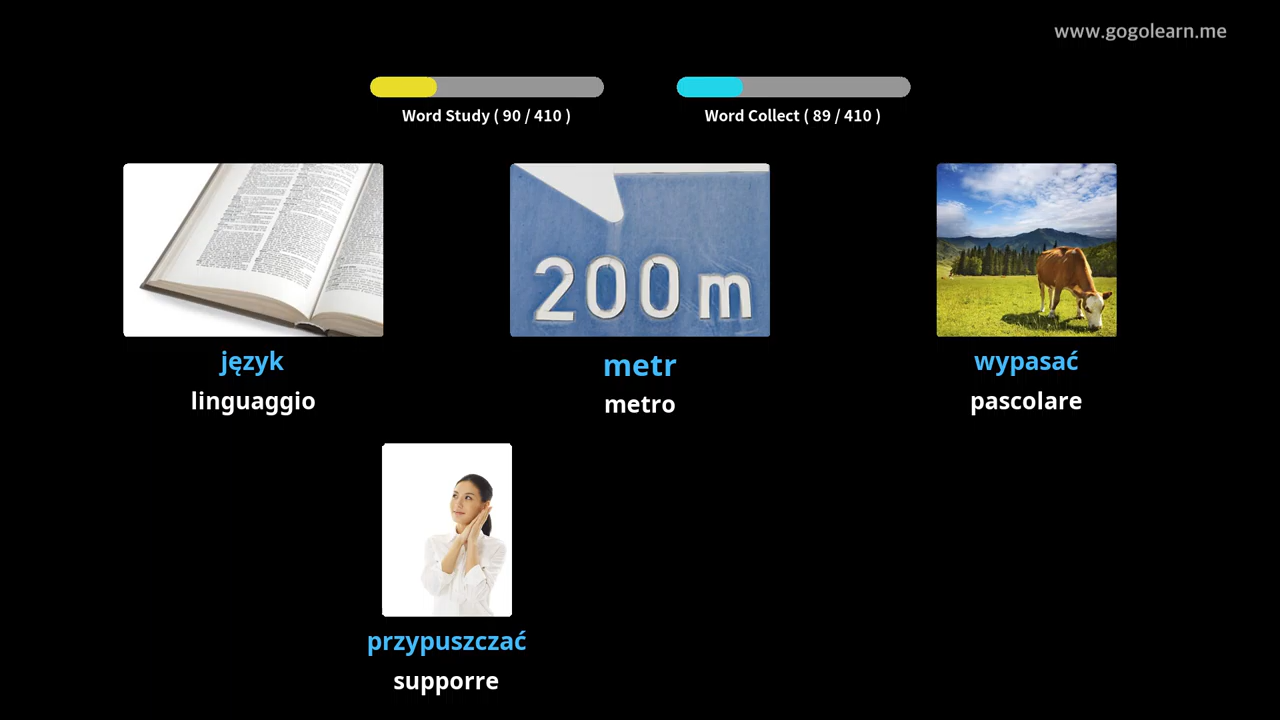 www.gogolearn.me
Word Study ( 90 / 410 )
Word Collect ( 89 / 410 )
200 m
język
linguaggio
metr
metro
wypasać
pascolare
przypuszczać
supporre